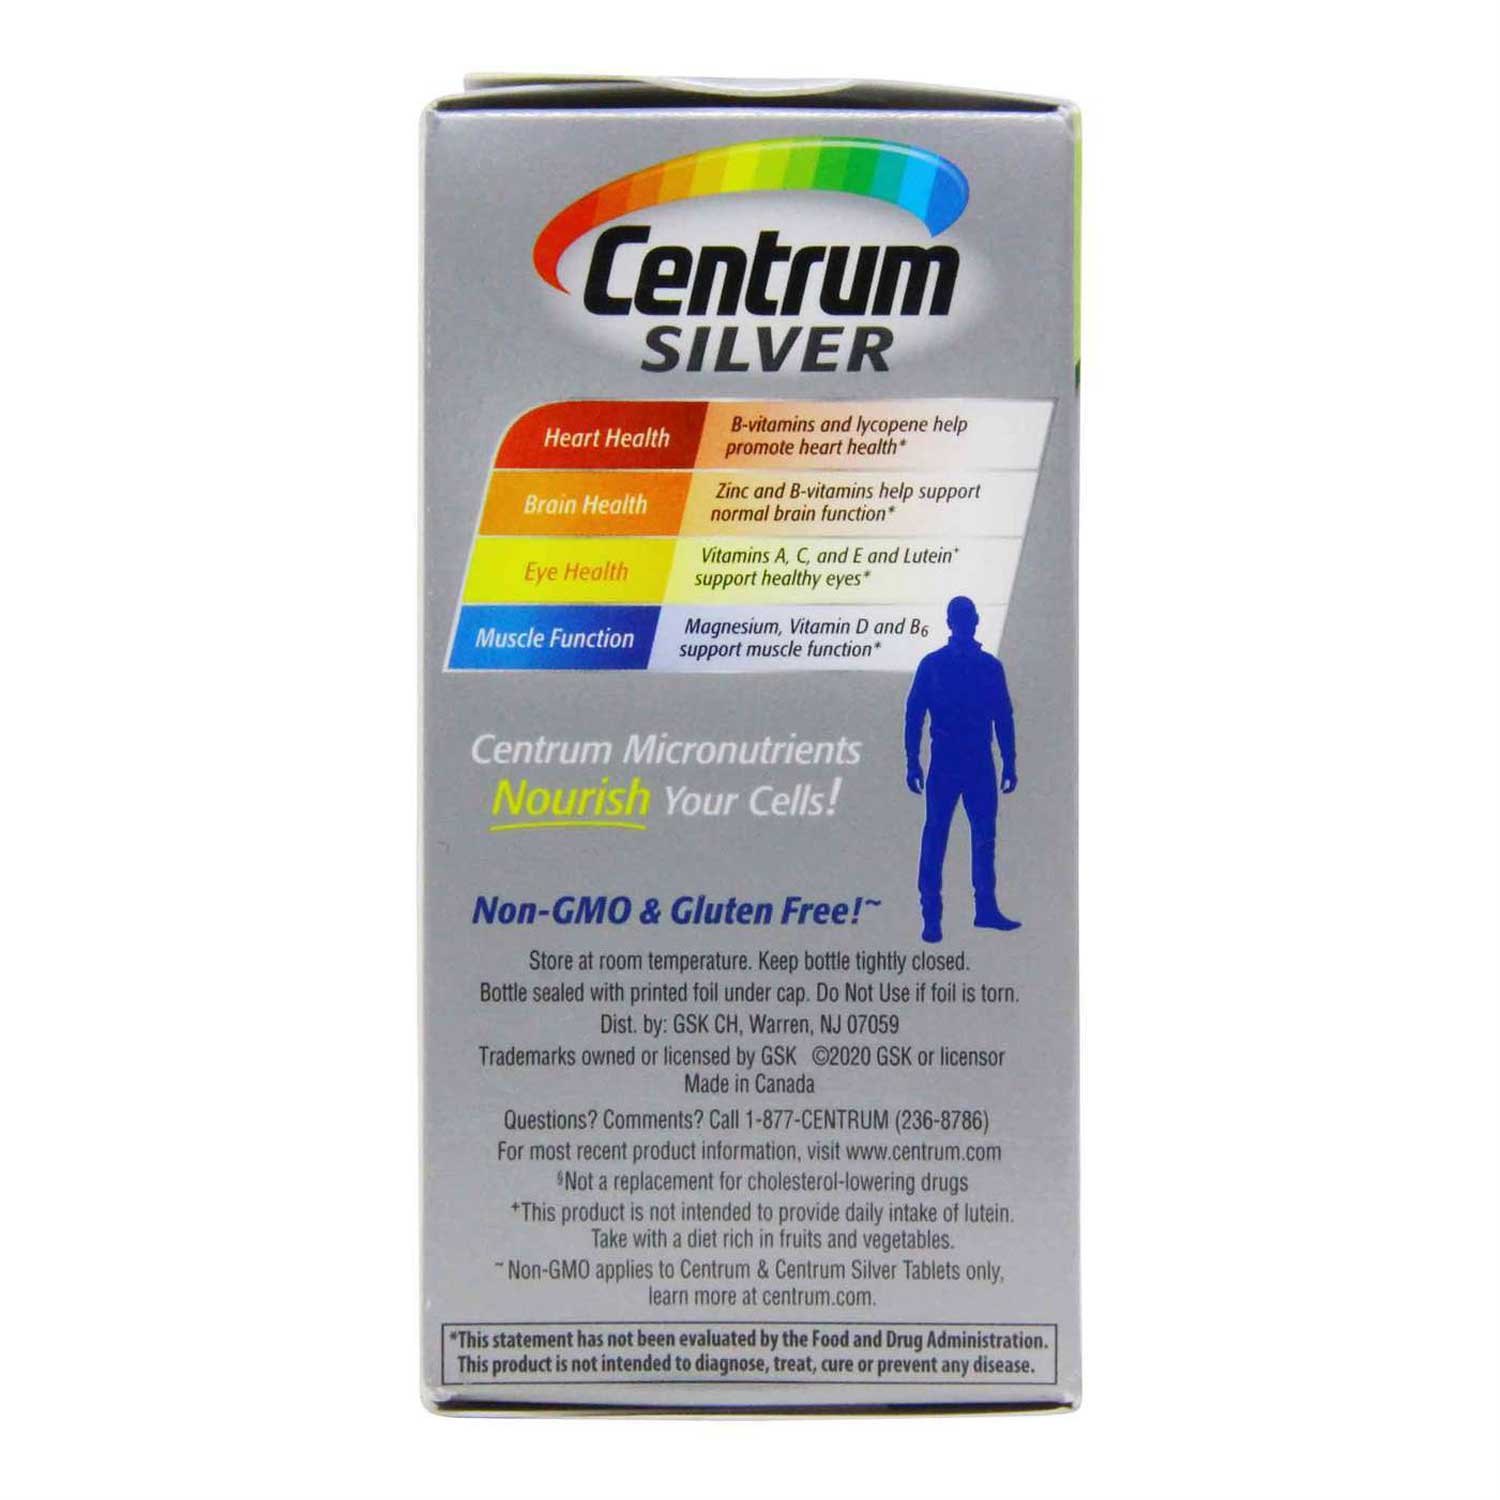 Centrum
SILVER
Heart Health
B-vitamins and lycopene help
promote heart health*
Brain Health
Zinc and B-vitamins help support
normal brain function*
Eye Health
Vitamins A, C, and E and Lutein⁺
support healthy eyes*
Muscle Function
Magnesium, Vitamin D and B₆
support muscle function*
Centrum Micronutrients
Nourish Your Cells!
Non-GMO & Gluten Free!~
Store at room temperature. Keep bottle tightly closed.
Bottle sealed with printed foil under cap. Do Not Use if foil is torn.
Dist. by: GSK CH, Warren, NJ 07059
Trademarks owned or licensed by GSK ©2020 GSK or licensor
Made in Canada
Questions? Comments? Call 1-877-CENTRUM (236-8786)
For most recent product information, visit www.centrum.com
§Not a replacement for cholesterol-lowering drugs
⁺This product is not intended to provide daily intake of lutein.
Take with a diet rich in fruits and vegetables.
~Non-GMO applies to Centrum & Centrum Silver Tablets only,
learn more at centrum.com.
*This statement has not been evaluated by the Food and Drug Administration.
This product is not intended to diagnose, treat, cure or prevent any disease.